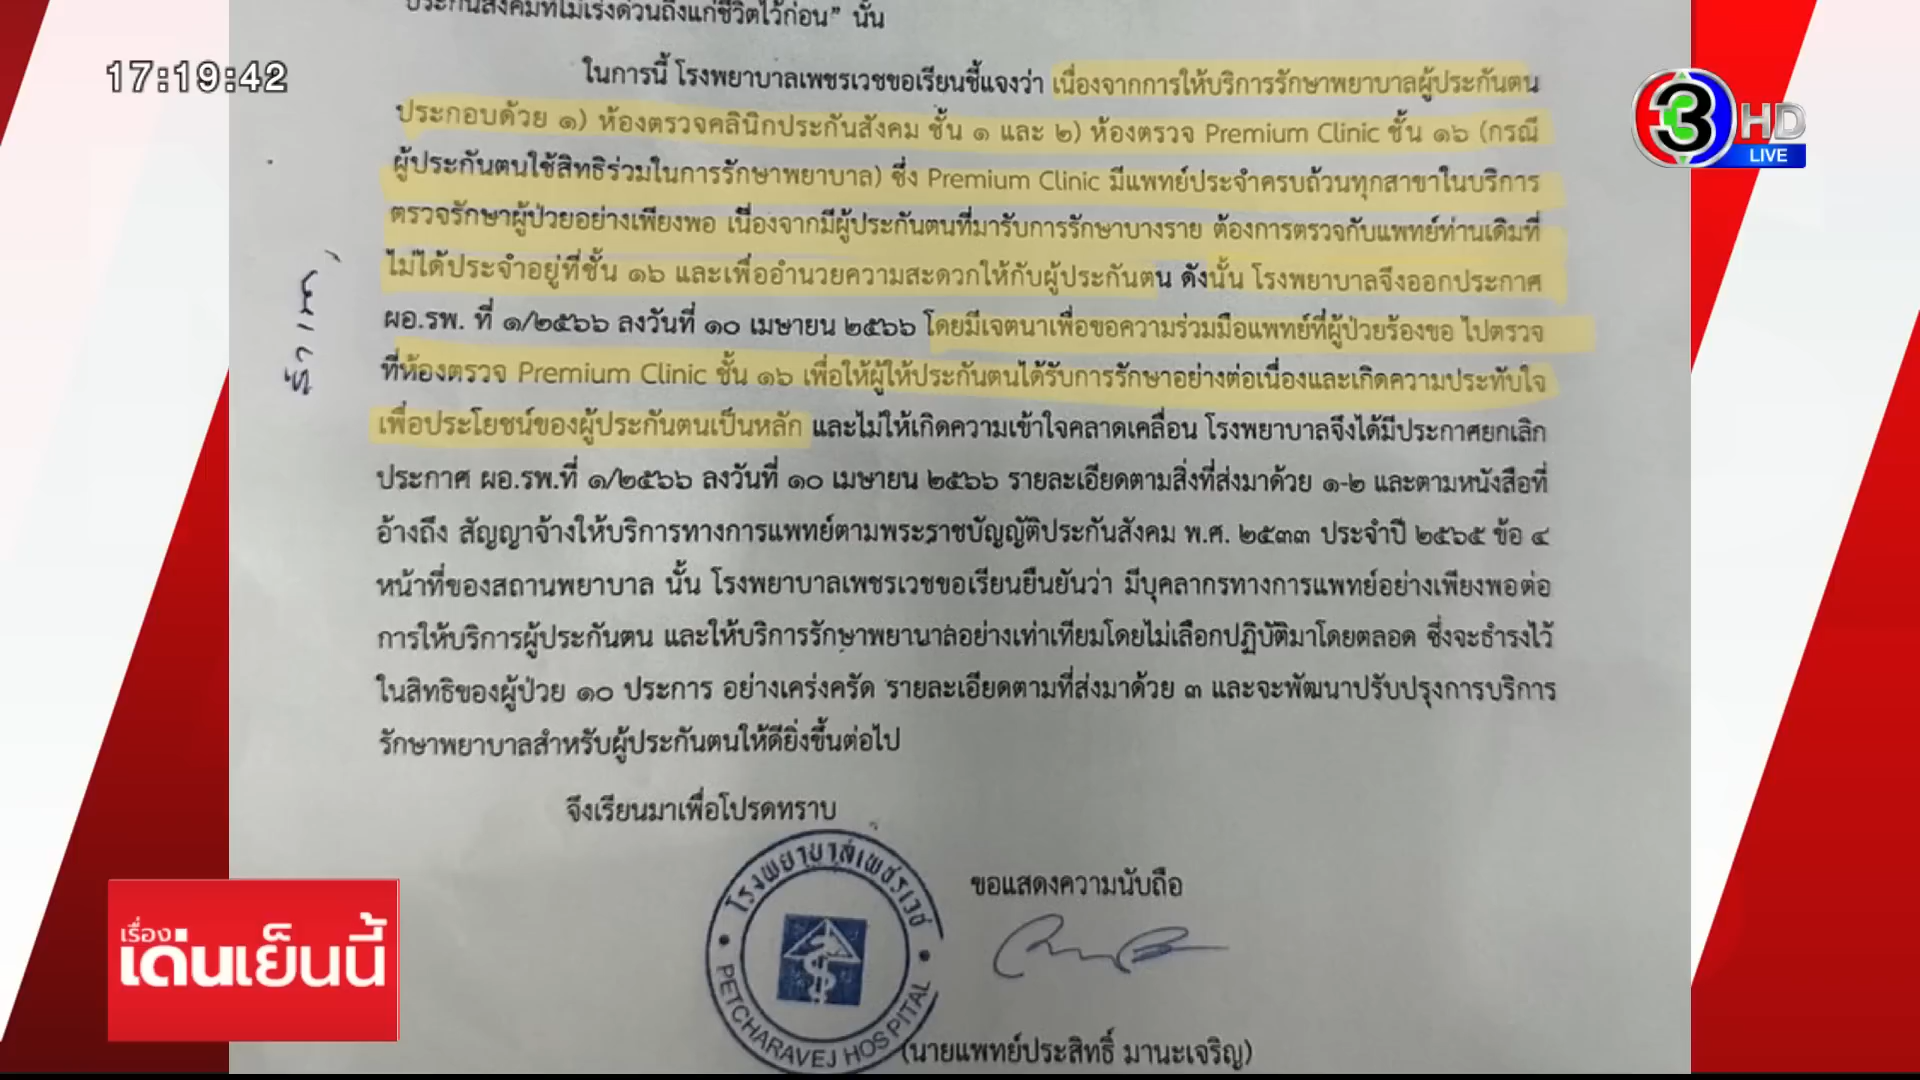 ประกันสังคมที่ไม่เร่งด่วนถึงแก่ชีวิตไว้ก่อน” นั้น
17:19:42
ในการนี้ โรงพยาบาลเพชรเวชขอเรียนชี้แจงว่า เนื่องจากการให้บริการรักษาพยาบาลผู้ประกันตน
3 HD
LIVE
ประกอบด้วย ๑) ห้องตรวจคลินิกประกันสังคม ชั้น ๑ และ ๒) ห้องตรวจ Premium Clinic ชั้น ๑๖ (กรณี
ผู้ประกันตนใช้สิทธิร่วมในการรักษาพยาบาล) ซึ่ง Premium Clinic มีแพทย์ประจำครบถ้วนทุกสาขาในบริการ
ตรวจรักษาผู้ป่วยอย่างเพียงพอ เนื่องจากมีผู้ประกันตนที่มารับการรักษาบางราย ต้องการตรวจกับแพทย์ท่านเดิมที่
ไม่ได้ประจำอยู่ที่ชั้น ๑๖ และเพื่ออำนวยความสะดวกให้กับผู้ประกันตน ดังนั้น โรงพยาบาลจึงออกประกาศ
ผอ.รพ. ที่ ๑/๒๕๖๖ ลงวันที่ ๑๐ เมษายน ๒๕๖๖ โดยมีเจตนาเพื่อขอความร่วมมือแพทย์ที่ผู้ป่วยร้องขอ ไปตรวจ
ที่ห้องตรวจ Premium Clinic ชั้น ๑๖ เพื่อให้ผู้ให้ประกันตนได้รับการรักษาอย่างต่อเนื่องและเกิดความประทับใจ
เพื่อประโยชน์ของผู้ประกันตนเป็นหลัก และไม่ให้เกิดความเข้าใจคลาดเคลื่อน โรงพยาบาลจึงได้มีประกาศยกเลิก
ประกาศ ผอ.รพ.ที่ ๑/๒๕๖๖ ลงวันที่ ๑๐ เมษายน ๒๕๖๖ รายละเอียดตามสิ่งที่ส่งมาด้วย ๑-๒ และตามหนังสือที่
อ้างถึง สัญญาจ้างให้บริการทางการแพทย์ตามพระราชบัญญัติประกันสังคม พ.ศ. ๒๕๓๓ ประจำปี ๒๕๖๕ ข้อ ๔
หน้าที่ของสถานพยาบาล นั้น โรงพยาบาลเพชรเวชขอเรียนยืนยันว่า มีบุคลากรทางการแพทย์อย่างเพียงพอต่อ
การให้บริการผู้ประกันตน และให้บริการรักษาพยาบาลอย่างเท่าเทียมโดยไม่เลือกปฏิบัติมาโดยตลอด ซึ่งจะธำรงไว้
ในสิทธิของผู้ป่วย ๑๐ ประการ อย่างเคร่งครัด รายละเอียดตามที่ส่งมาด้วย ๓ และจะพัฒนาปรับปรุงการบริการ
รักษาพยาบาลสำหรับผู้ประกันตนให้ดียิ่งขึ้นต่อไป
จึงเรียนมาเพื่อโปรดทราบ
โรงพยาบาลเพชรเวช
PETCHARAVEJ HOSPITAL
ขอแสดงความนับถือ
(นายแพทย์ประสิทธิ์ มานะเจริญ)
เรื่อง
เด่นเย็นนี้